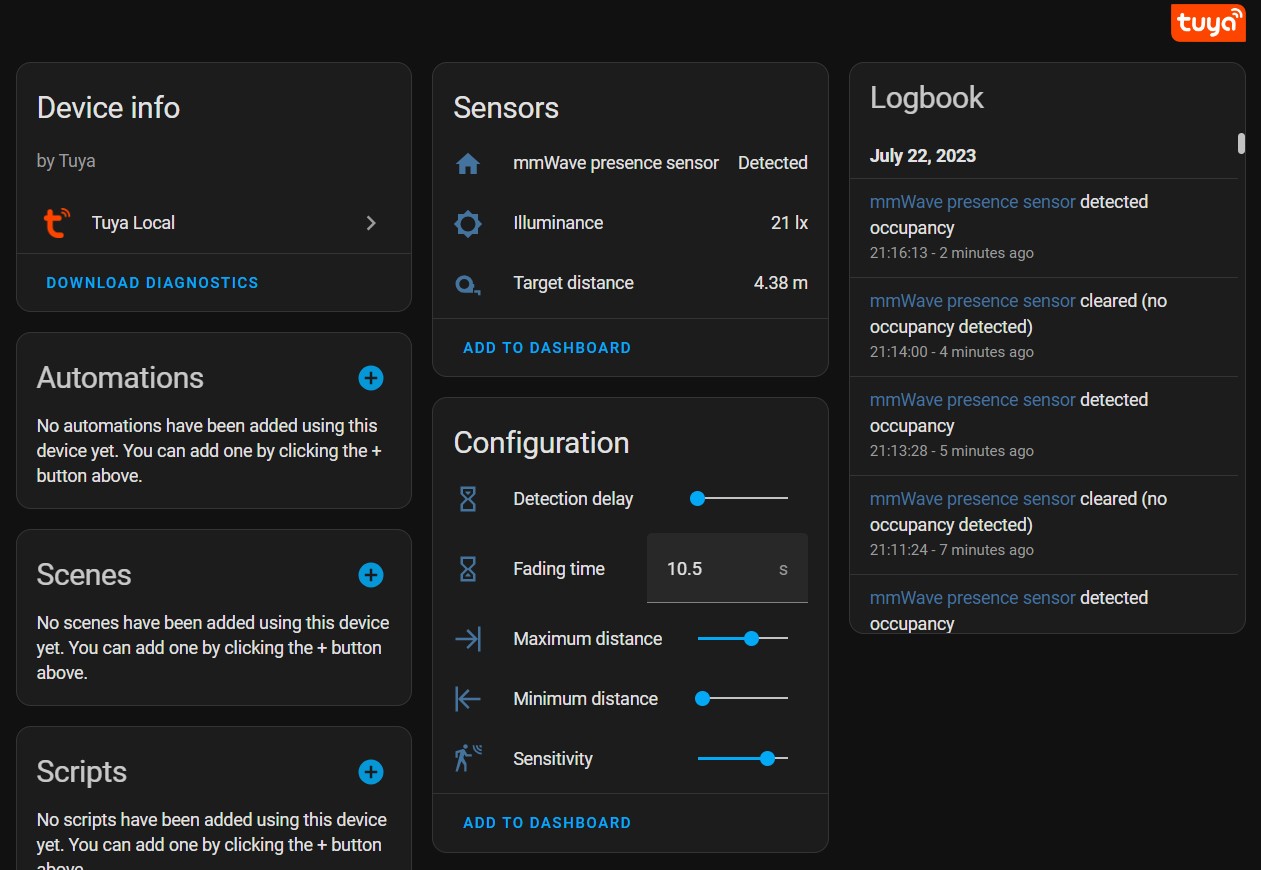 tuya
Device info
by Tuya
Tuya Local
DOWNLOAD DIAGNOSTICS
Automations
No automations have been added using this
device yet. You can add one by clicking the +
button above.
Scenes
No scenes have been added using this device
yet. You can add one by clicking the + button
above.
Scripts
No scripts have been added using this device
yet. You can add one by clicking the + button
above.
Sensors
mmWave presence sensor Detected
Illuminance 21 lx
Target distance 4.38 m
ADD TO DASHBOARD
Configuration
Detection delay
Fading time 10.5 s
Maximum distance
Minimum distance
Sensitivity
ADD TO DASHBOARD
Logbook
July 22, 2023
mmWave presence sensor detected
occupancy
21:16:13 - 2 minutes ago
mmWave presence sensor cleared (no
occupancy detected)
21:14:00 - 4 minutes ago
mmWave presence sensor detected
occupancy
21:13:28 - 5 minutes ago
mmWave presence sensor cleared (no
occupancy detected)
21:11:24 - 7 minutes ago
mmWave presence sensor detected
occupancy